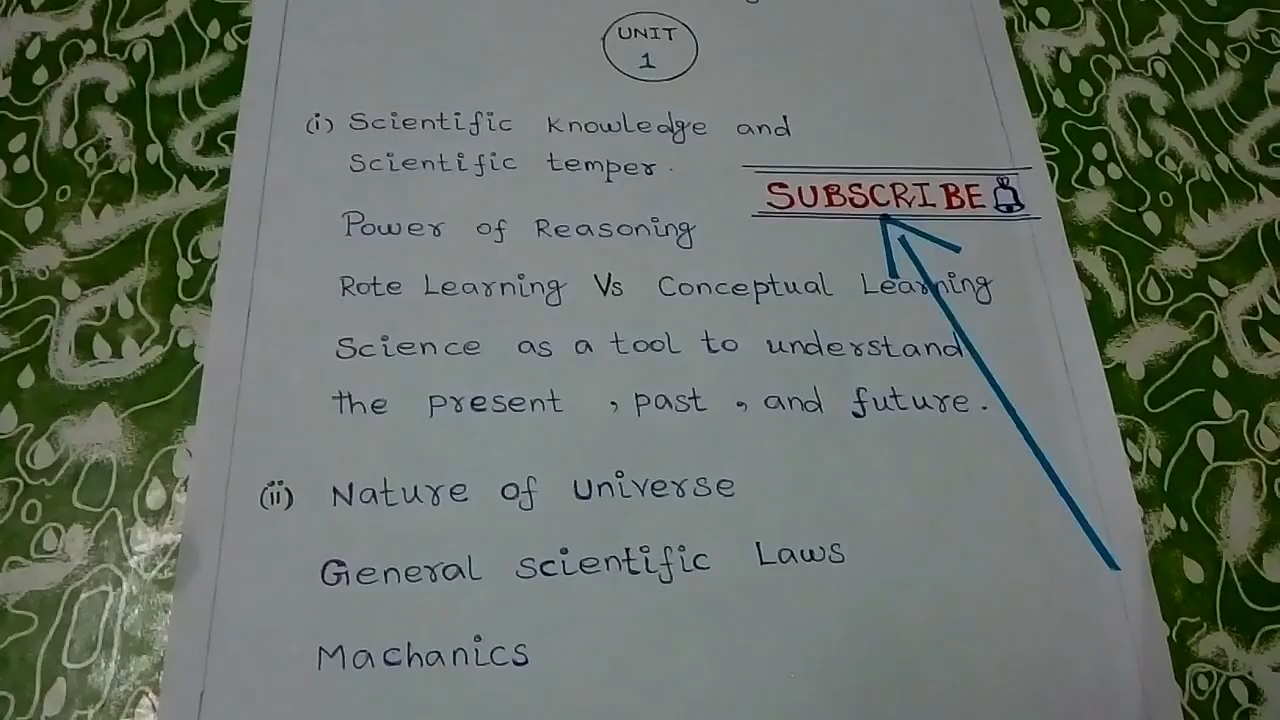 UNIT
1
(i) Scientific Knowledge and
Scientific temper.
SUBSCRIBE
Power of Reasoning
Rote Learning Vs Conceptual Learning
Science as a tool to understand
the present , past , and future.
(ii) Nature of universe
General scientific Laws
Machanics